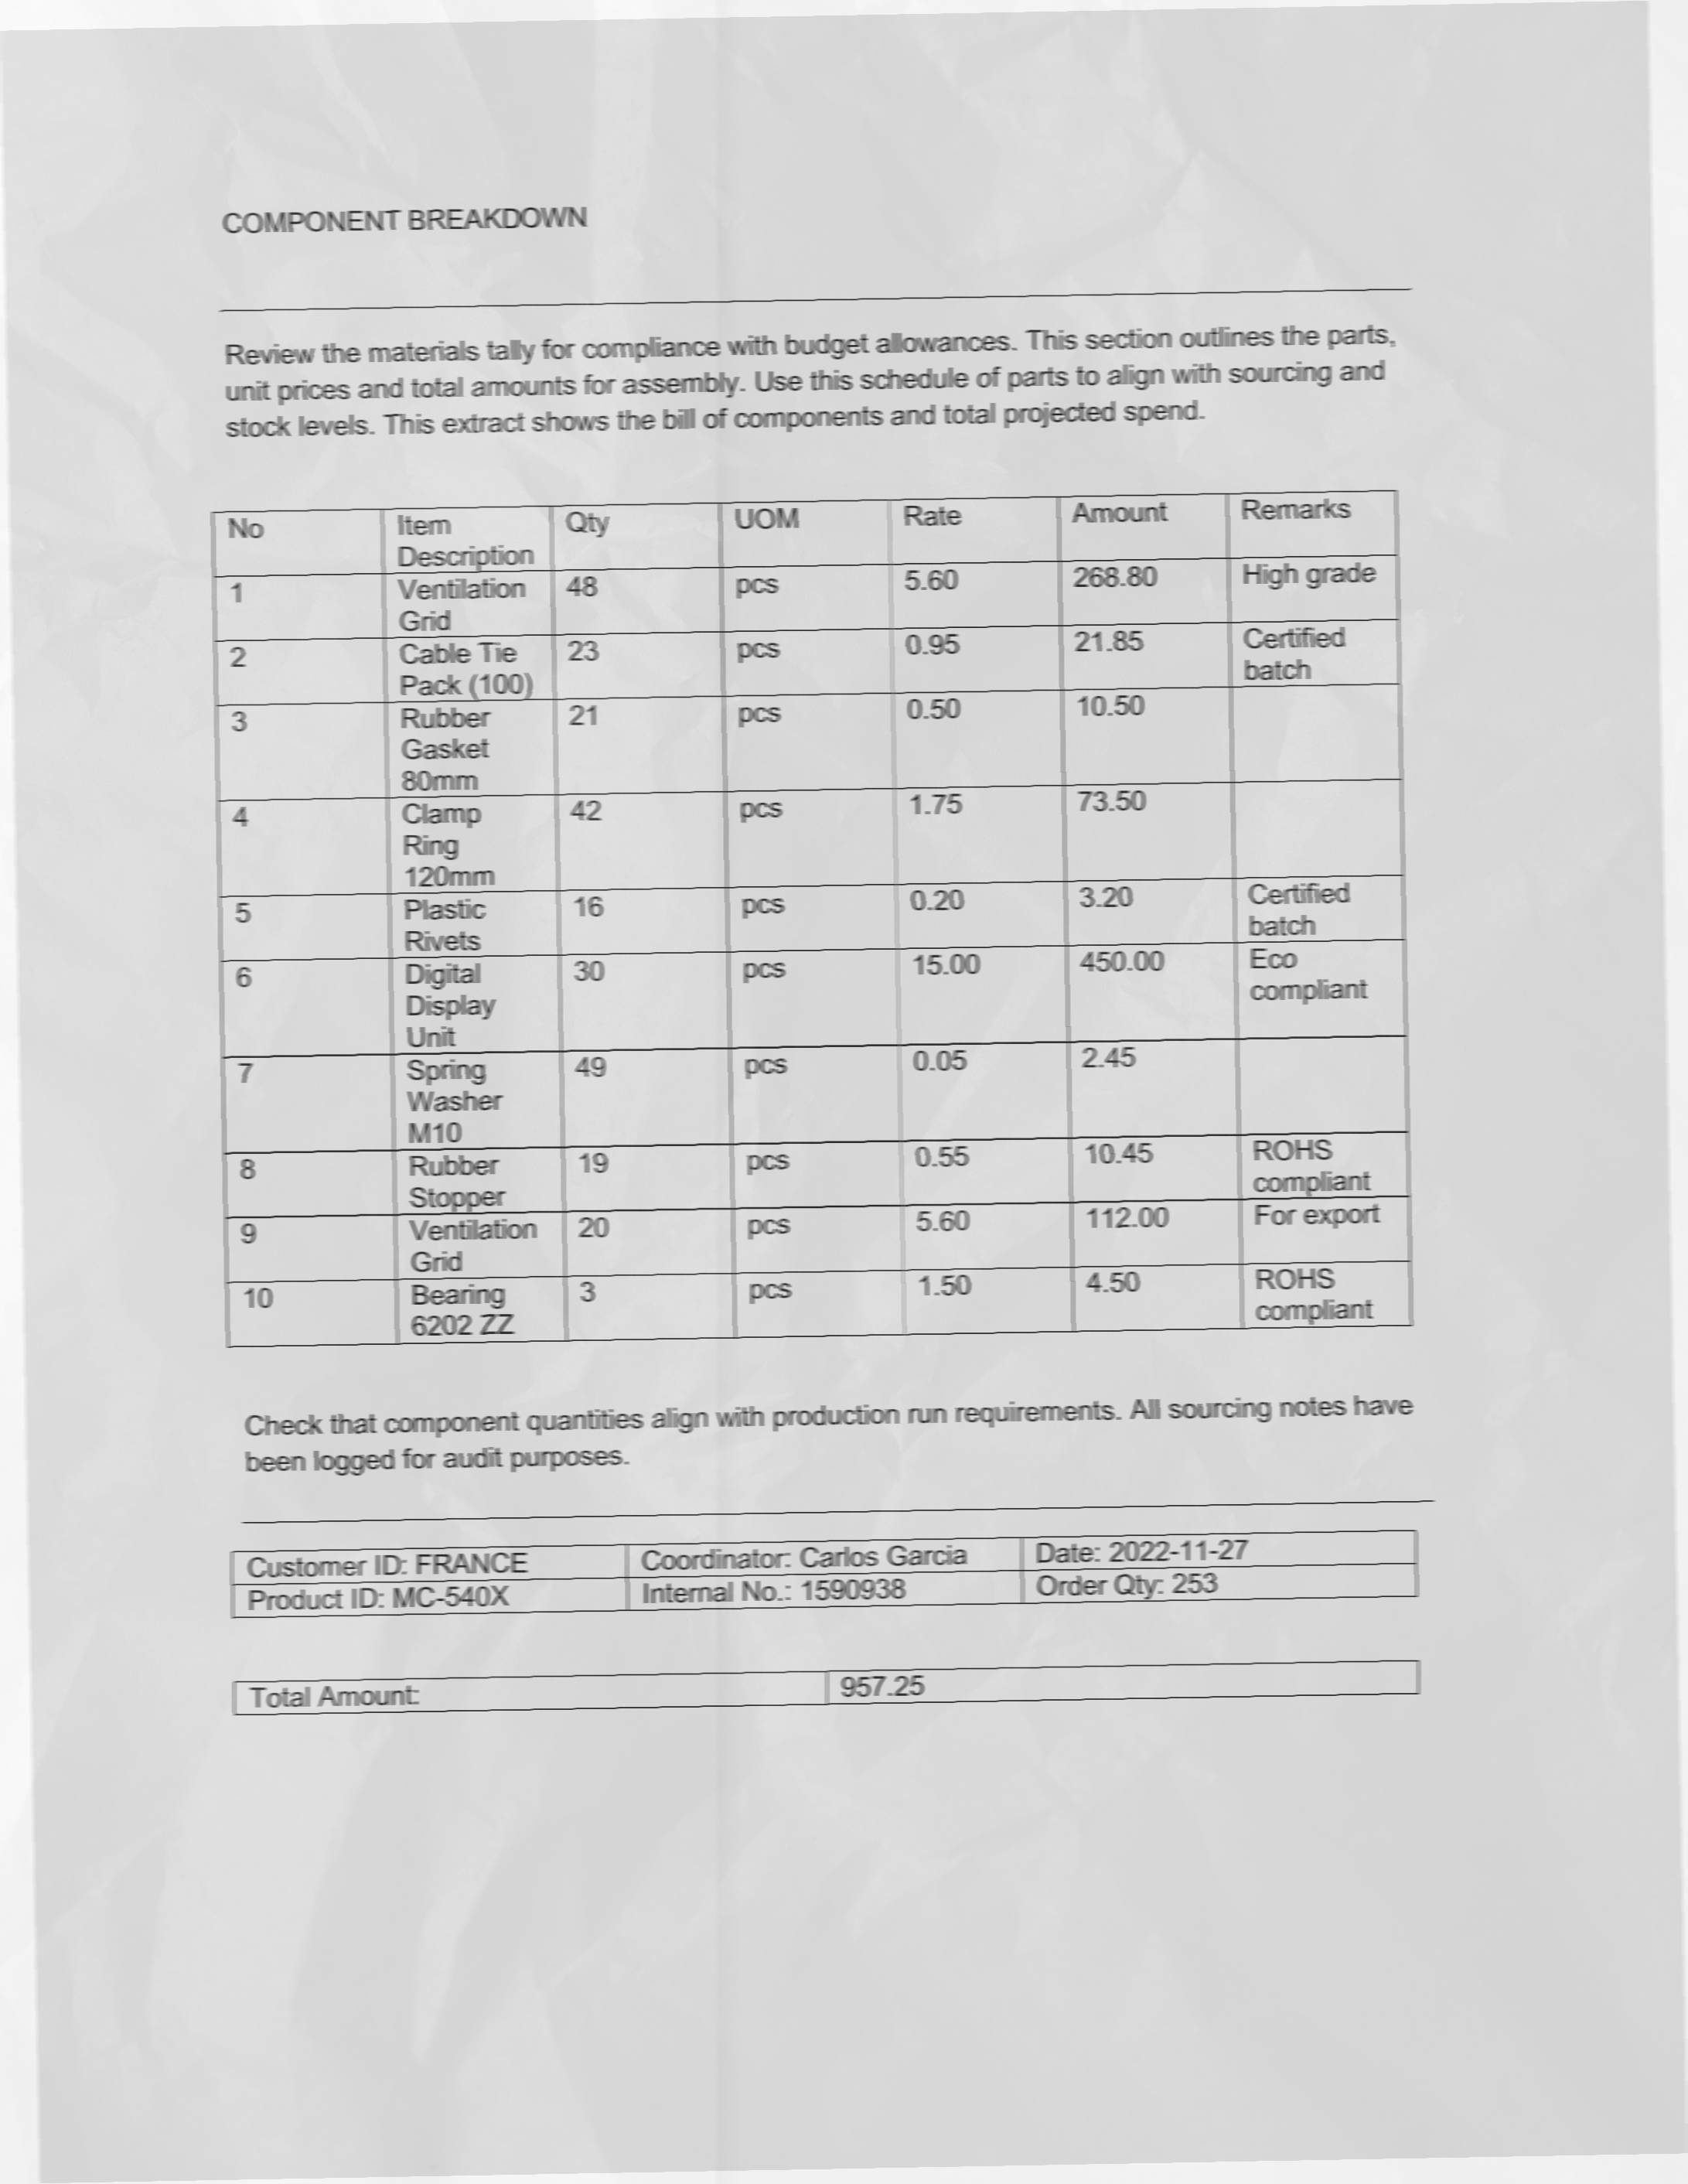 COMPONENT BREAKDOWN
Review the materials tally for compliance with budget allowances. This section outlines the parts,
unit prices and total amounts for assembly. Use this schedule of parts to align with sourcing and
stock levels. This extract shows the bill of components and total projected spend.
No Item Description Qty UOM Rate Amount Remarks
1 Ventilation Grid 48 pcs 5.60 268.80 High grade
2 Cable Tie Pack (100) 23 pcs 0.95 21.85 Certified batch
3 Rubber Gasket 80mm 21 pcs 0.50 10.50
4 Clamp Ring 120mm 42 pcs 1.75 73.50
5 Plastic Rivets 16 pcs 0.20 3.20 Certified batch
6 Digital Display Unit 30 pcs 15.00 450.00 Eco compliant
7 Spring Washer M10 49 pcs 0.05 2.45
8 Rubber Stopper 19 pcs 0.55 10.45 ROHS compliant
9 Ventilation Grid 20 pcs 5.60 112.00 For export
10 Bearing 6202 ZZ 3 pcs 1.50 4.50 ROHS compliant
Check that component quantities align with production run requirements. All sourcing notes have
been logged for audit purposes.
Customer ID: FRANCE Coordinator: Carlos Garcia Date: 2022-11-27
Product ID: MC-540X Internal No.: 1590938 Order Qty: 253
Total Amount: 957.25